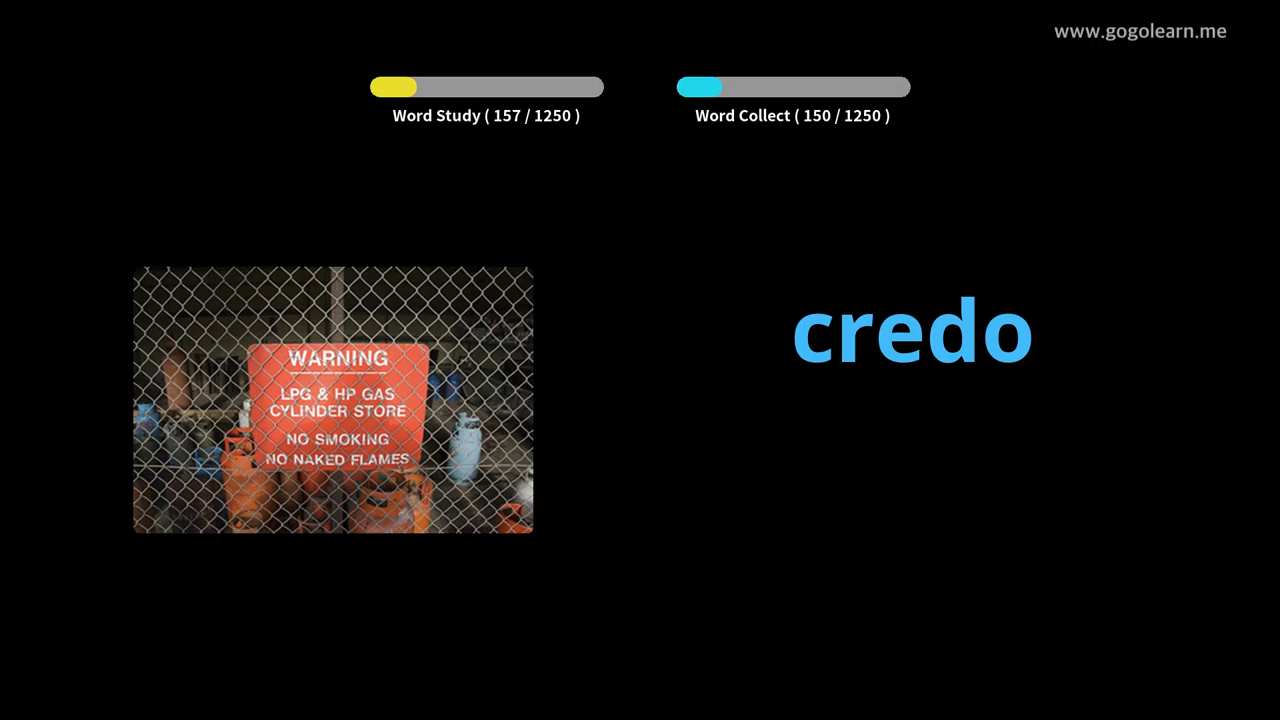 www.gogolearn.me
Word Study ( 157 / 1250 )
Word Collect ( 150 / 1250 )
credo
WARNING
LPG & HP GAS
CYLINDER STORE
NO SMOKING
NO NAKED FLAMES